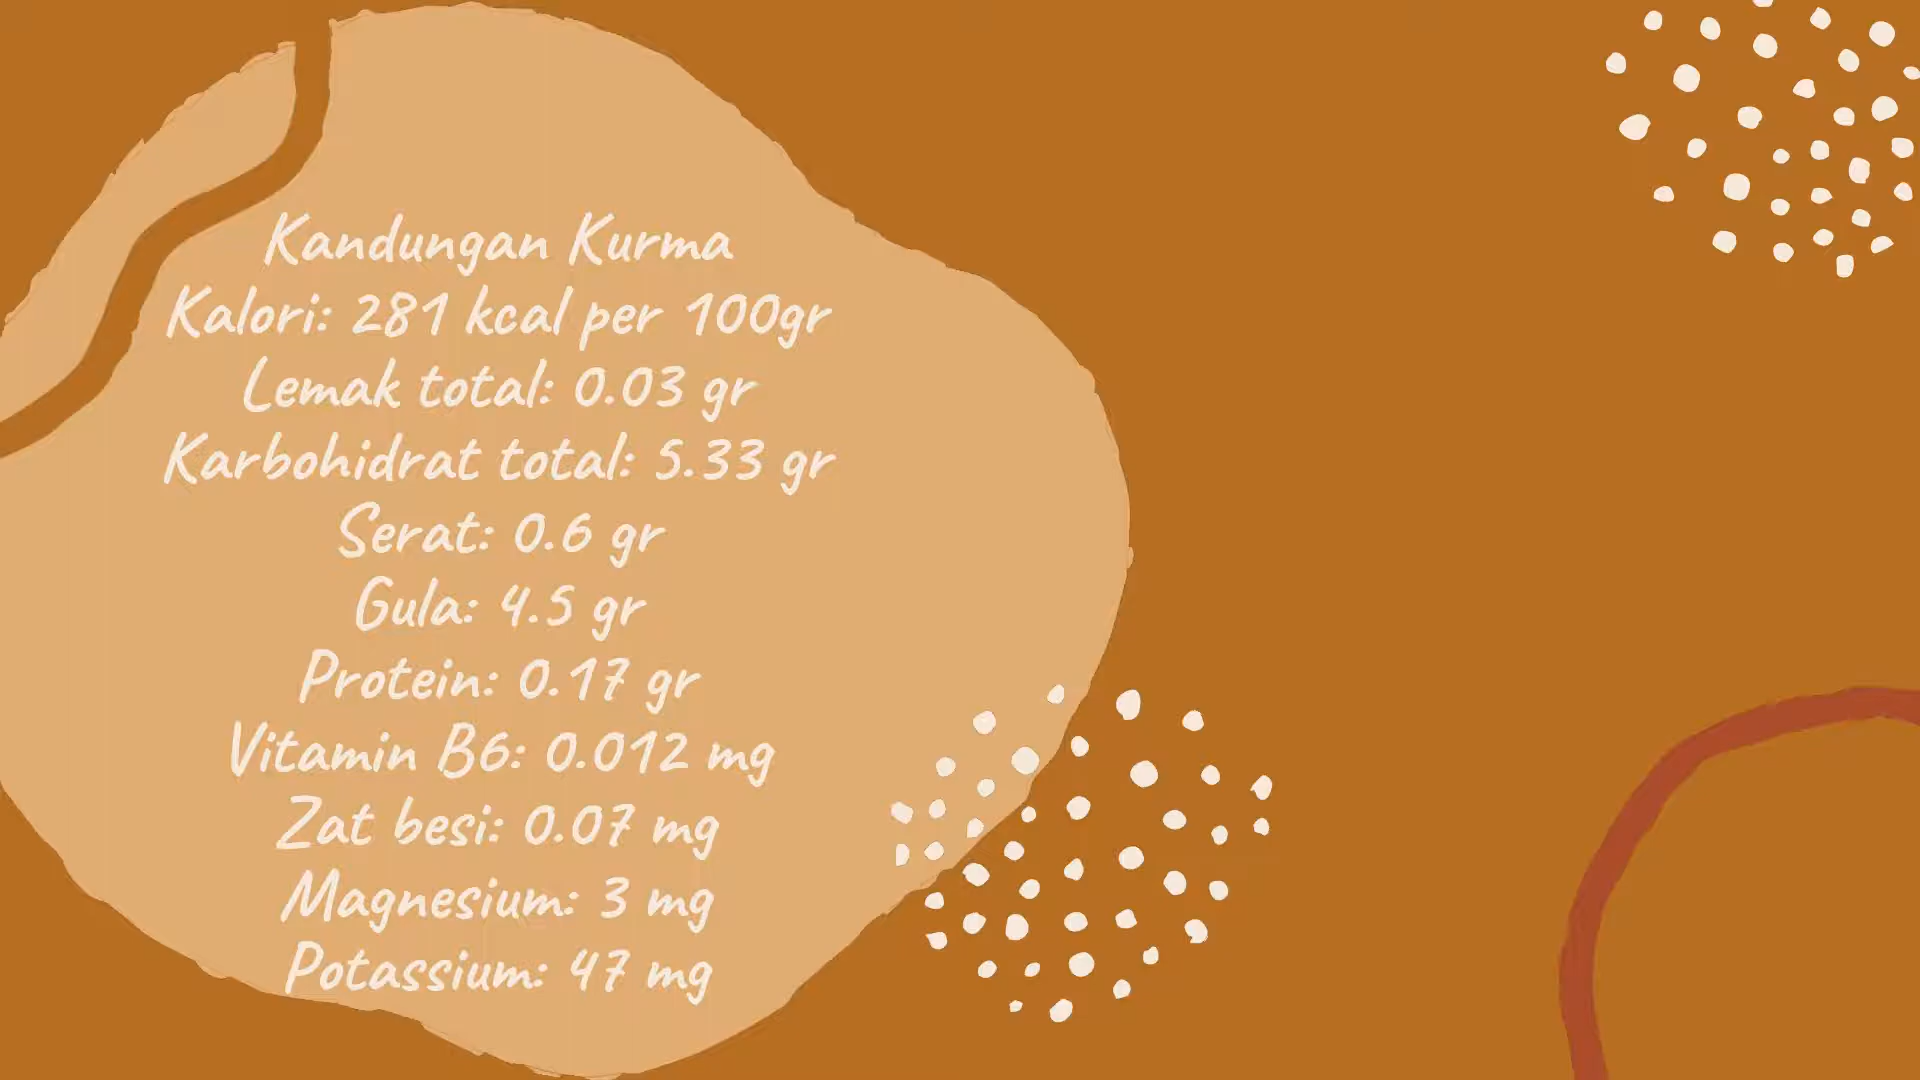 Kandungan Kurma
Kalori: 281 kcal per 100gr
Lemak total: 0.03 gr
Karbohidrat total: 5.33 gr
Serat: 0.6 gr
Gula: 4.5 gr
Protein: 0.17 gr
Vitamin B6: 0.012 mg
Zat besi: 0.07 mg
Magnesium: 3 mg
Potassium: 47 mg